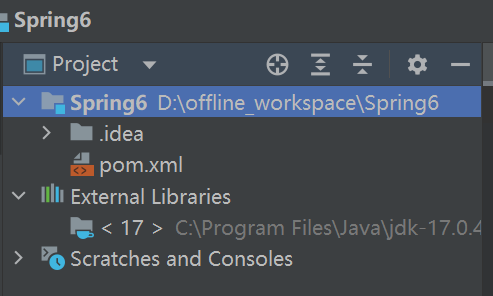 Spring6
Project
Spring6 D:\offline_workspace\Spring6
.idea
pom.xml
External Libraries
< 17 > C:\Program Files\Java\jdk-17.0.4
Scratches and Consoles